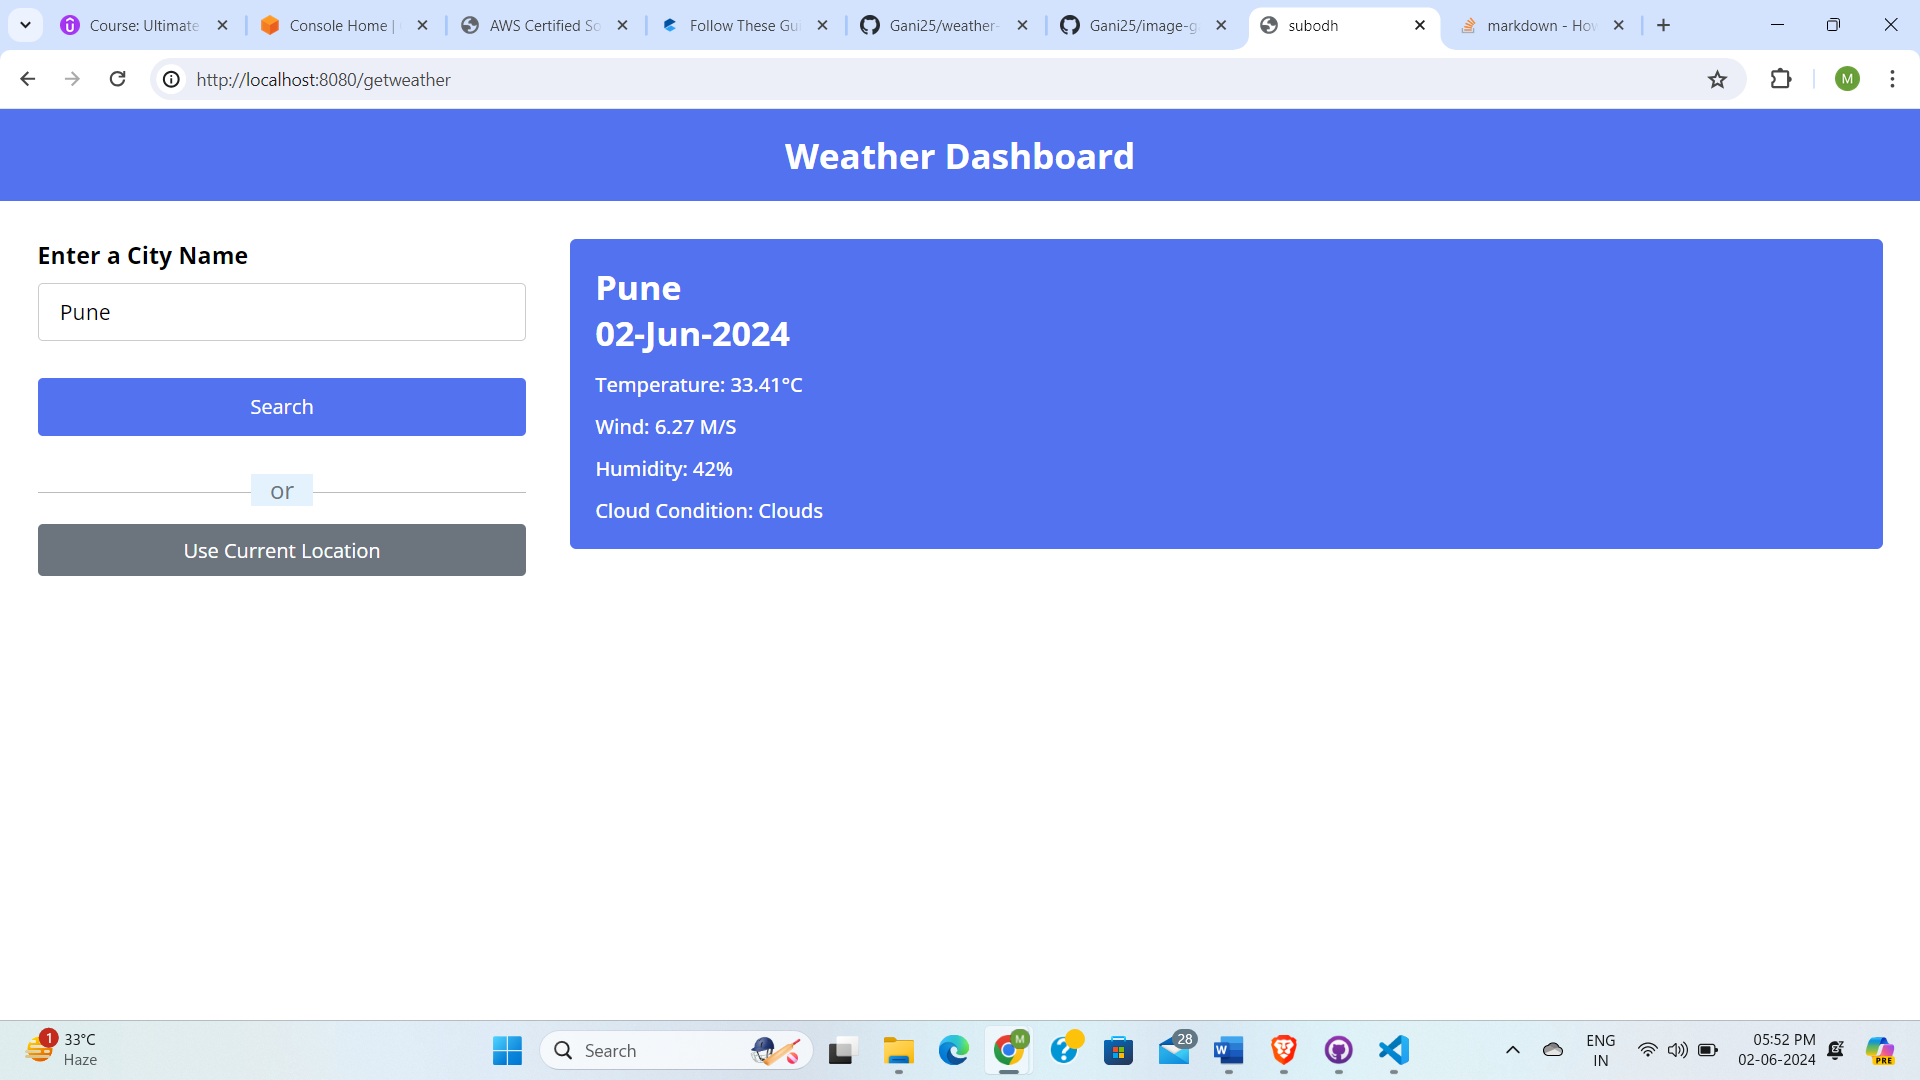 Course: Ultimate
Console Home |
AWS Certified So
Follow These Gui
Gani25/weather-
Gani25/image-g
subodh
markdown - How
http://localhost:8080/getweather
M
Weather Dashboard
Enter a City Name
Pune
Search
or
Use Current Location
Pune
02-Jun-2024
Temperature: 33.41°C
Wind: 6.27 M/S
Humidity: 42%
Cloud Condition: Clouds
1
33°C
Haze
Search
M
28
ENG
IN
05:52 PM
02-06-2024
PRE